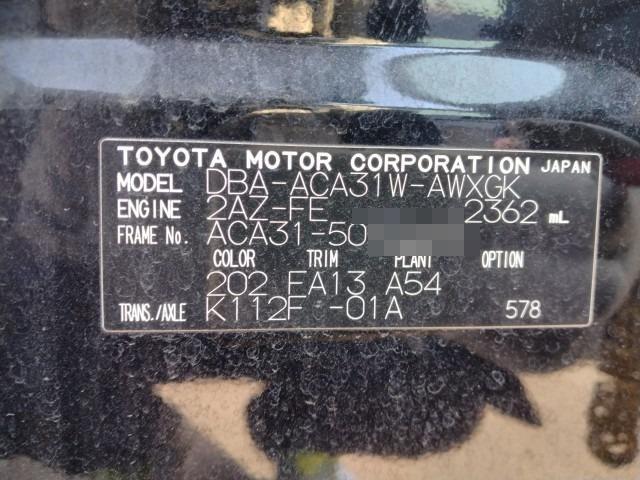 TOYOTA MOTOR CORPORATION JAPAN
MODEL DBA-ACA31W-AWXGK
ENGINE 2AZ-FE 2362 mL
FRAME No. ACA31-50
COLOR TRIM PLANT OPTION
202 FA13 A54
TRANS./AXLE K112F -01A 578